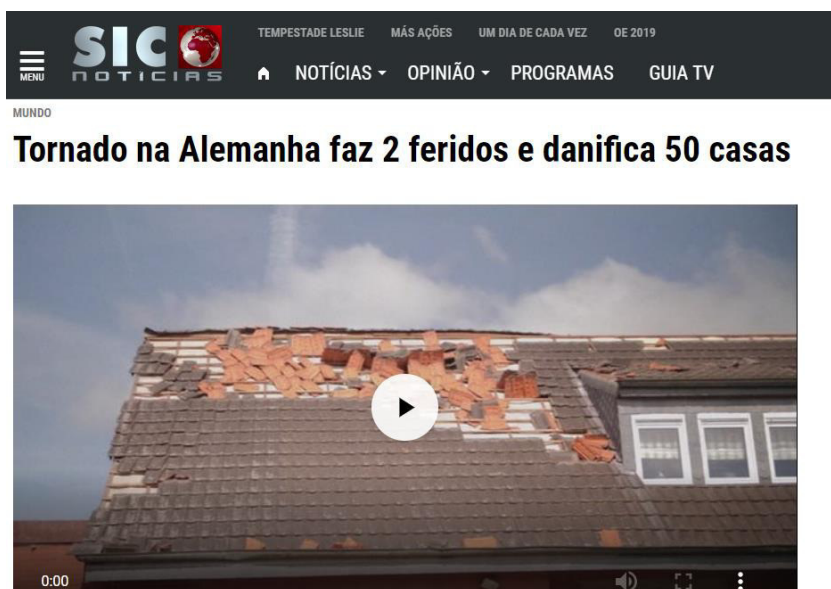 TEMPESTADE LESLIE MÁS AÇÕES UM DIA DE CADA VEZ OE 2019
MENU
SIC
NOTÍCIAS
NOTÍCIAS OPINIÃO PROGRAMAS GUIA TV
MUNDO
Tornado na Alemanha faz 2 feridos e danifica 50 casas
0:00